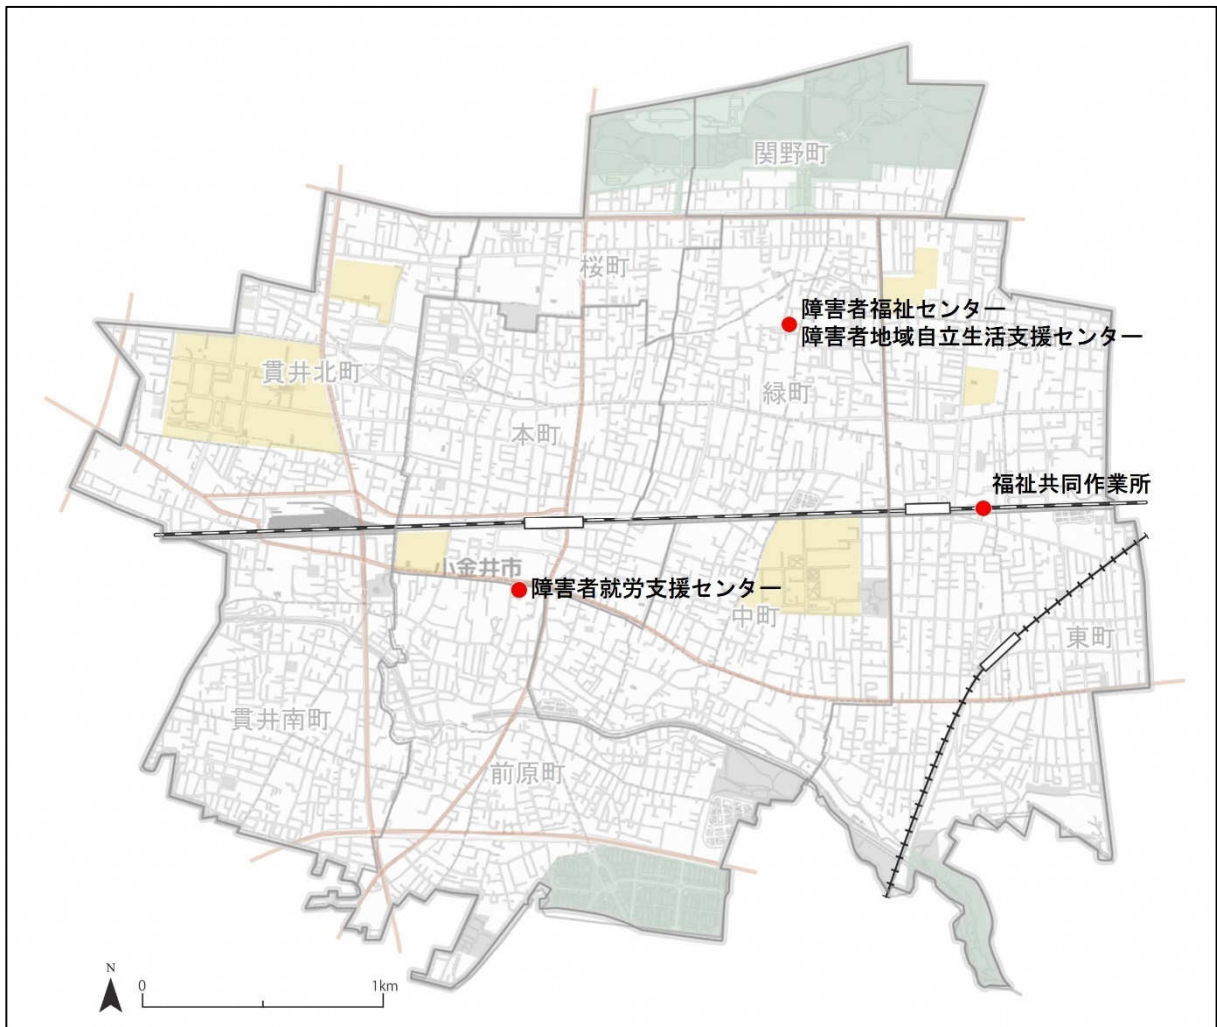 関野町
桜町
障害者福祉センター
障害者地域自立生活支援センター
貫井北町
緑町
本町
福祉共同作業所
小金井市
障害者就労支援センター
中町
東町
貫井南町
前原町
N
0
1km